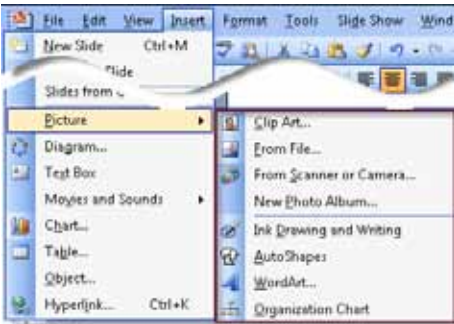 File Edit View Insert Format Tools Slide Show Wind
New Slide Ctrl+M
Slide
Slides from
Picture
Diagram...
Text Box
Movies and Sounds
Chart...
Table...
Object...
Hyperlink... Ctrl+K
Clip Art...
From File...
From Scanner or Camera...
New Photo Album...
Ink Drawing and Writing
AutoShapes
WordArt...
Organization Chart